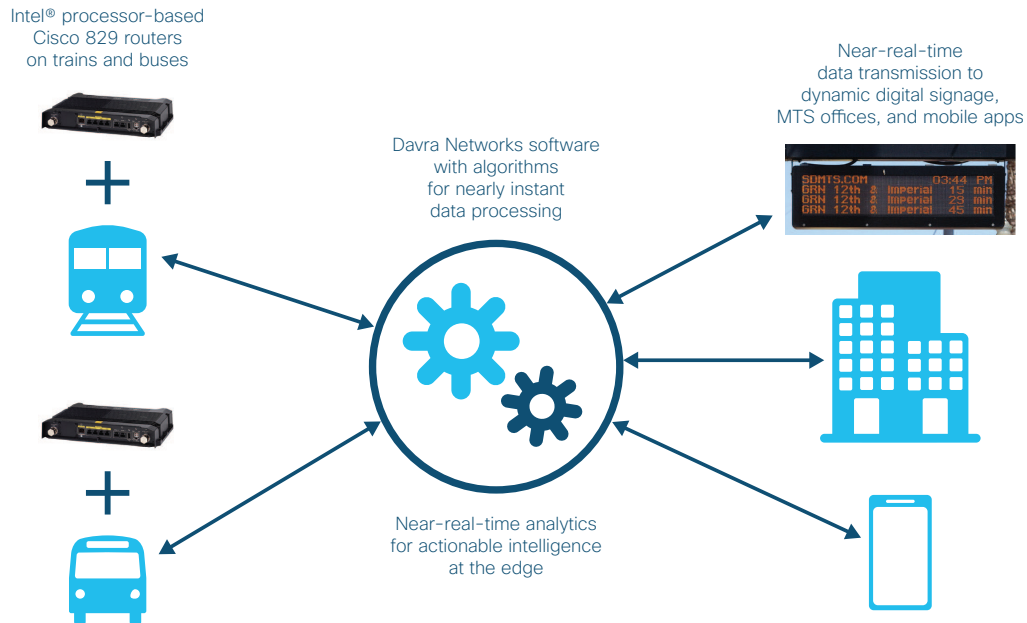 Intel® processor-based
Cisco 829 routers
on trains and buses
Near-real-time
data transmission to
dynamic digital signage,
MTS offices, and mobile apps
Davra Networks software
with algorithms
for nearly instant
data processing
SDMTS.COM 03:44 PM
GRN 12th & Imperial 15 min
GRN 12th & Imperial 29 min
GRN 12th & Imperial 45 min
Near-real-time analytics
for actionable intelligence
at the edge